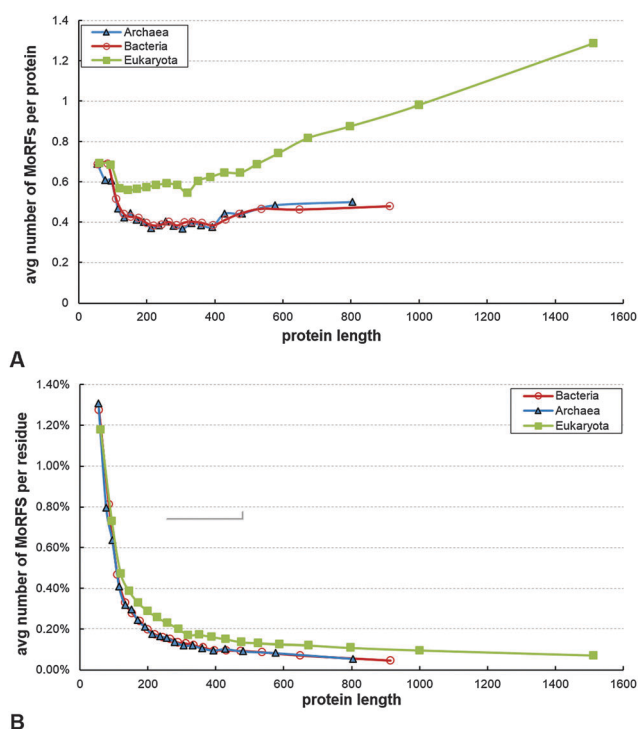 1.4
1.2
1
0.8
0.6
0.4
0.2
0
avg number of MoRFs per protein
Archaea
Bacteria
Eukaryota
0 200 400 600 800 1000 1200 1400 1600
protein length
A
1.40%
1.20%
1.00%
0.80%
0.60%
0.40%
0.20%
0.00%
avg number of MoRFS per residue
Bacteria
Archaea
Eukaryota
0 200 400 600 800 1000 1200 1400 1600
protein length
B